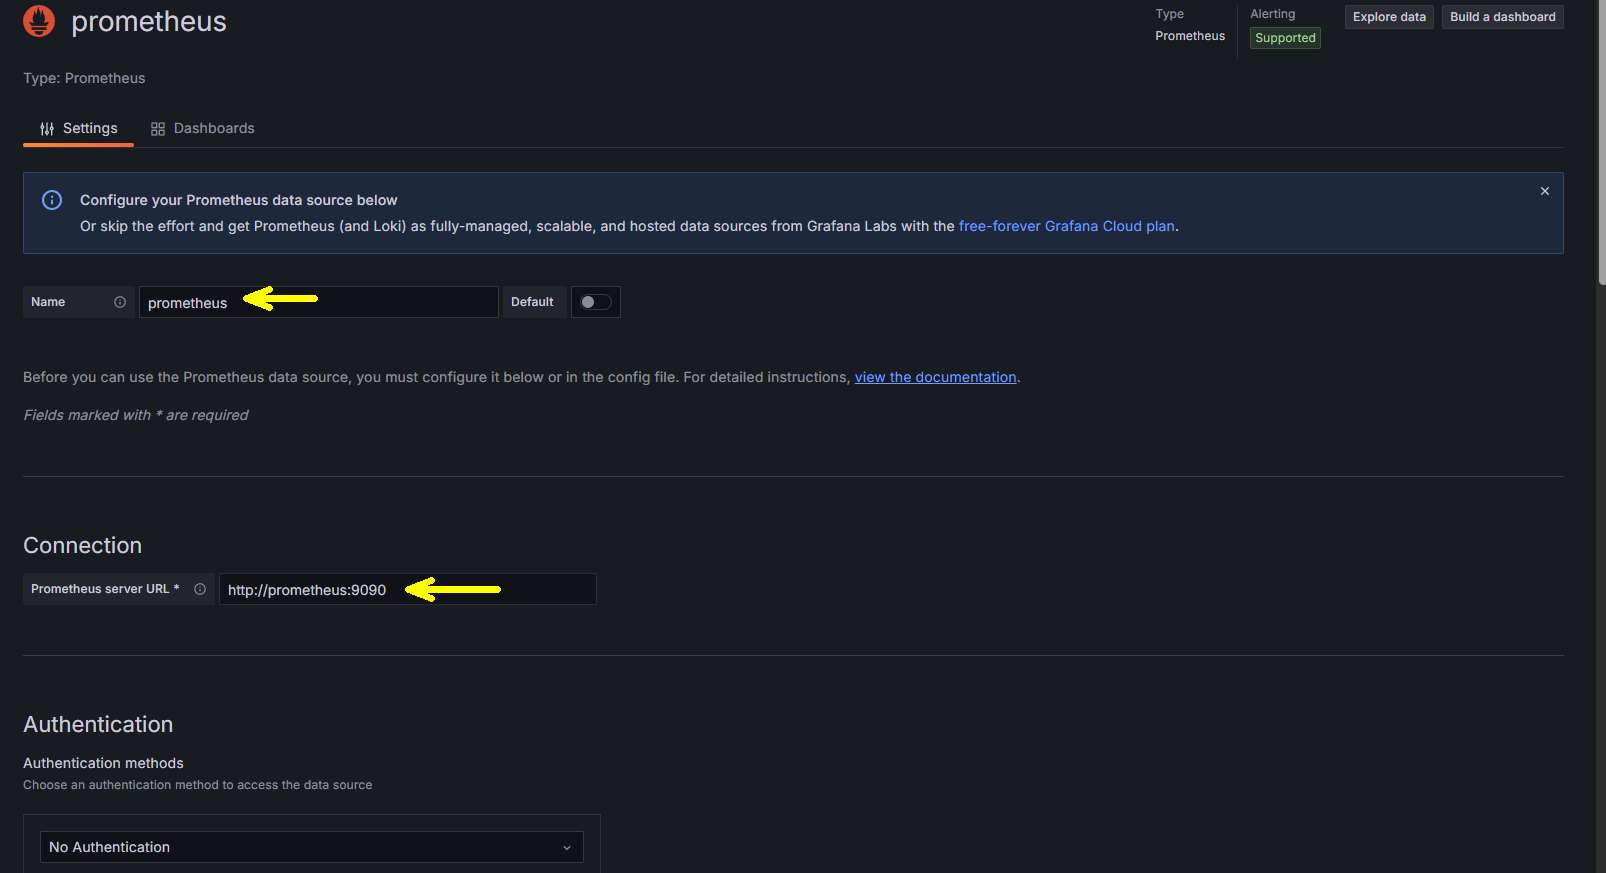 prometheus
Type
Prometheus
Alerting
Supported
Explore data
Build a dashboard
Type: Prometheus
Settings
Dashboards
Configure your Prometheus data source below
Or skip the effort and get Prometheus (and Loki) as fully-managed, scalable, and hosted data sources from Grafana Labs with the free-forever Grafana Cloud plan.
Name
prometheus
Default
Before you can use the Prometheus data source, you must configure it below or in the config file. For detailed instructions, view the documentation.
Fields marked with * are required
Connection
Prometheus server URL *
http://prometheus:9090
Authentication
Authentication methods
Choose an authentication method to access the data source
No Authentication